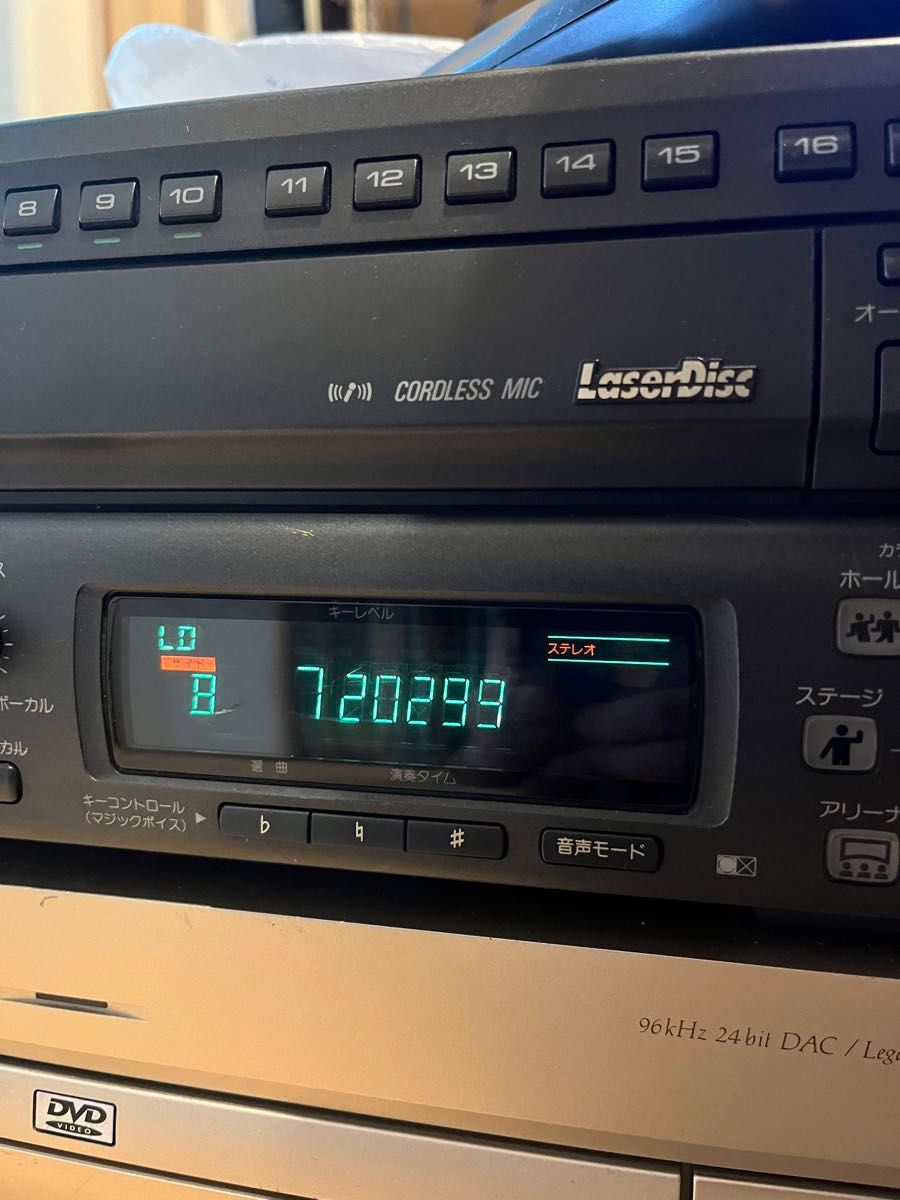 8 9 10 11 12 13 14 15 16
オー
CORDLESS MIC LaserDisc
カラ
ホール
キーレベル
LD
サイド
ステレオ
B 720299
ステージ
ボーカル
カル
選曲 演奏タイム
キーコントロール
(マジックボイス) ▶ ♭ ♮ ♯ 音声モード
アリーナ
96kHz 24bit DAC / Lega
DVD
VIDEO